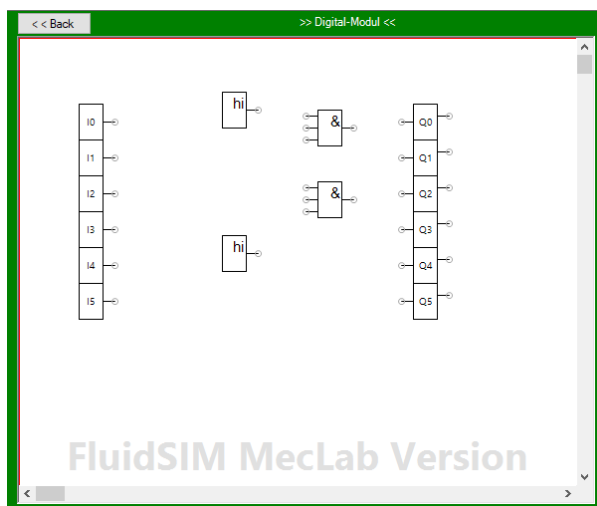 < < Back
>> Digital-Modul <<
hi
I0
&
Q0
I1
Q1
I2
&
Q2
I3
Q3
hi
I4
Q4
I5
Q5
FluidSIM MecLab Version